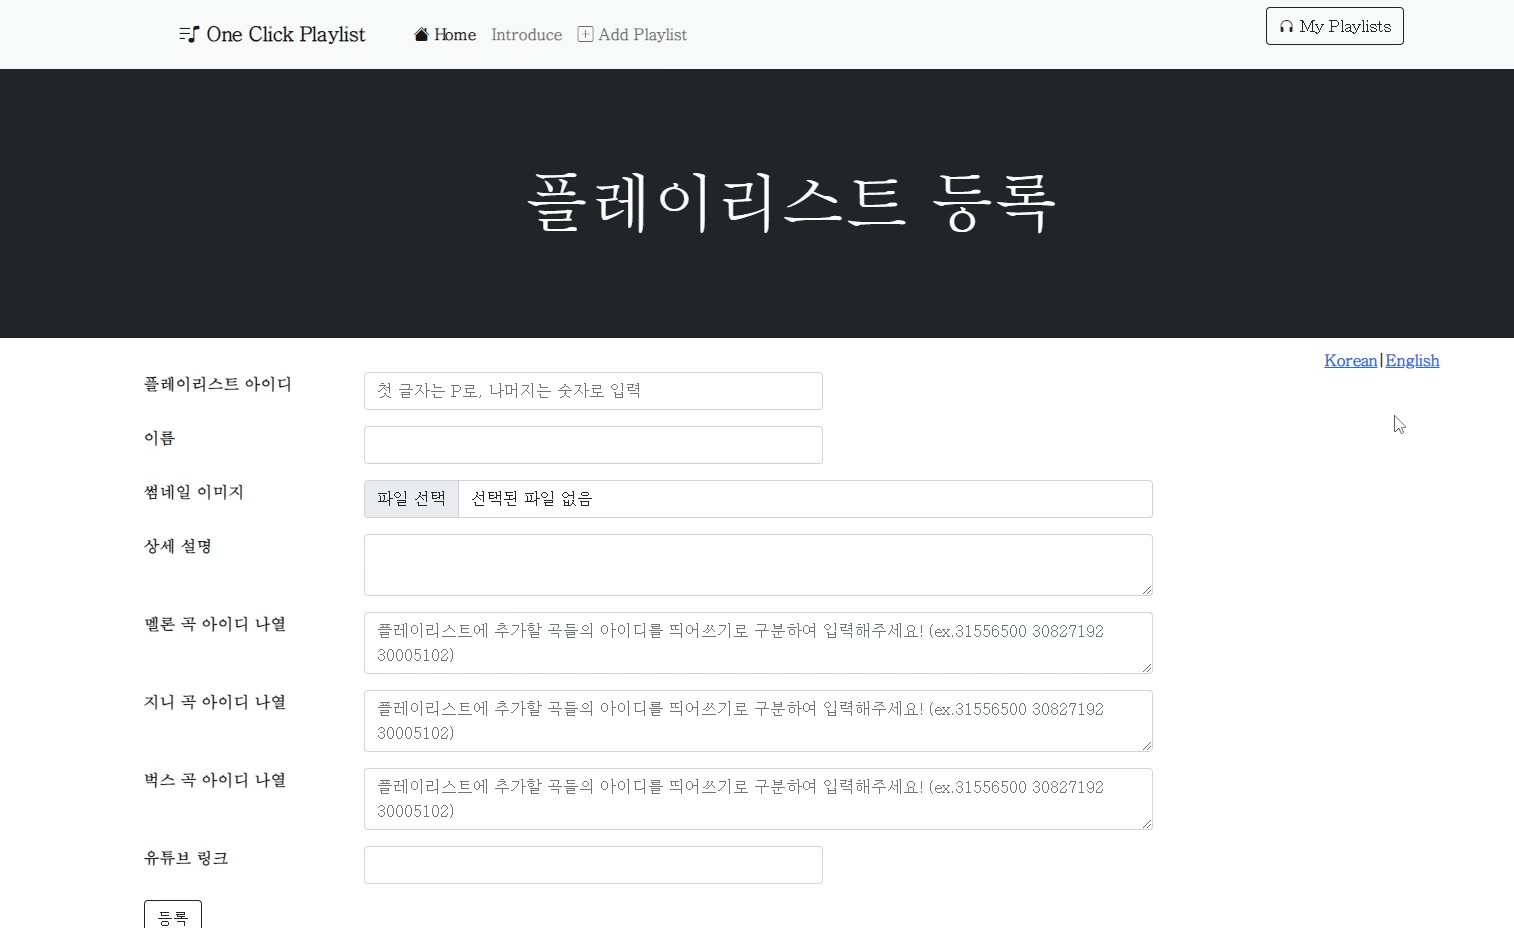 One Click Playlist Home Introduce Add Playlist My Playlists
플레이리스트 등록
Korean|English
플레이리스트 아이디 첫 글자는 P로, 나머지는 숫자로 입력
이름
썸네일 이미지 파일 선택 선택된 파일 없음
상세 설명
멜론 곡 아이디 나열 플레이리스트에 추가할 곡들의 아이디를 띄어쓰기로 구분하여 입력해주세요! (ex.31556500 30827192
30005102)
지니 곡 아이디 나열 플레이리스트에 추가할 곡들의 아이디를 띄어쓰기로 구분하여 입력해주세요! (ex.31556500 30827192
30005102)
벅스 곡 아이디 나열 플레이리스트에 추가할 곡들의 아이디를 띄어쓰기로 구분하여 입력해주세요! (ex.31556500 30827192
30005102)
유튜브 링크
등록